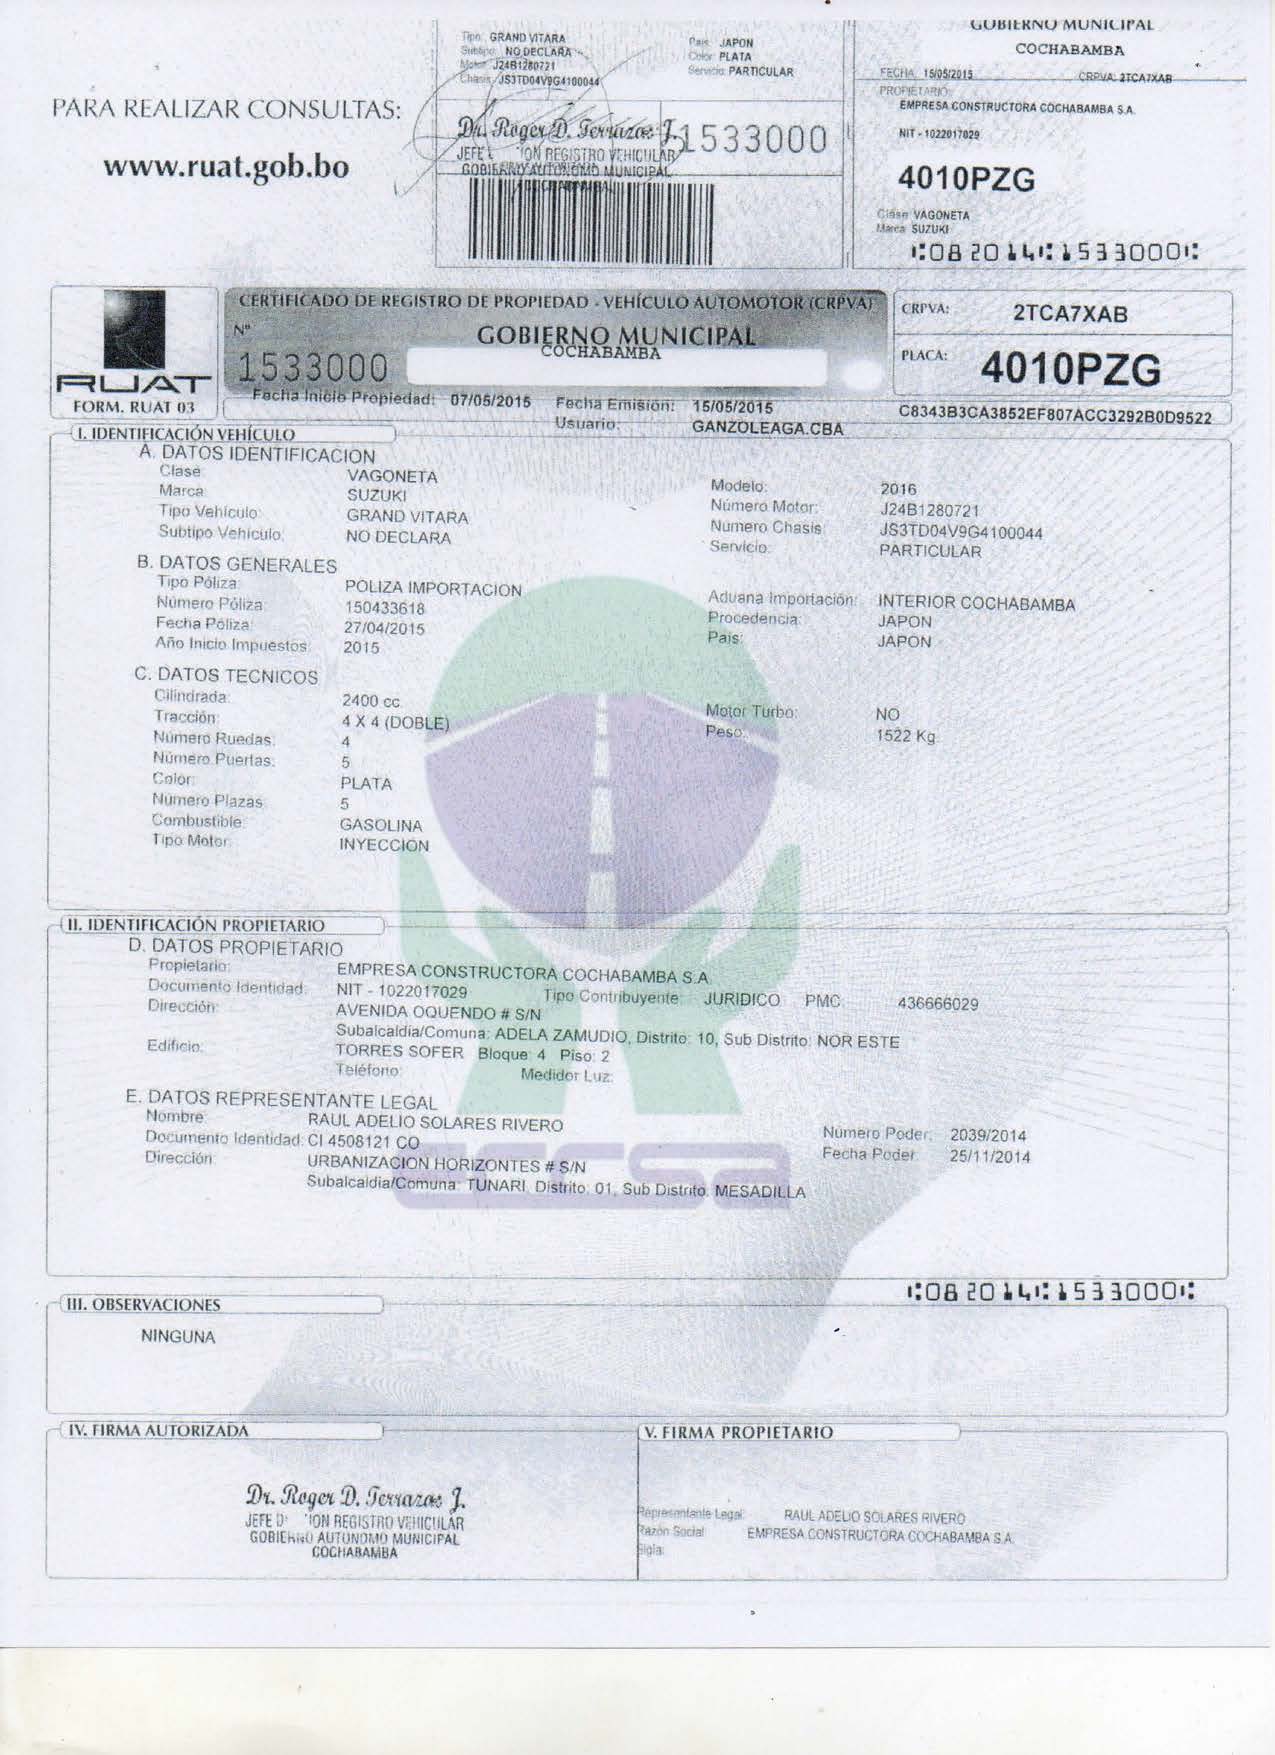 PARA REALIZAR CONSULTAS:
www.ruat.gob.bo
Tipo: GRAND VITARA
Subtipo: NO DECLARA
Motor: J24B1280721
Chasis: JS3TD04V9G4100044
País: JAPON
Color: PLATA
Servicio: PARTICULAR
Dr. Roger D. Terrazas J.
JEFE ION REGISTRO VEHICULAR
GOBIERNO AUTONOMO MUNICIPAL
COCHABAMBA
1533000
GOBIERNO MUNICIPAL
COCHABAMBA
FECHA: 15/05/2015 CRPVA: 2TCA7XAB
PROPIETARIO:
EMPRESA CONSTRUCTORA COCHABAMBA S.A.
NIT - 1022017029
4010PZG
Clase VAGONETA
Marca SUZUKI
⑈082014⑈1533000⑈
RUAT
FORM. RUAT 03
CERTIFICADO DE REGISTRO DE PROPIEDAD - VEHÍCULO AUTOMOTOR (CRPVA)
Nº
1533000
GOBIERNO MUNICIPAL
COCHABAMBA
CRPVA: 2TCA7XAB
PLACA: 4010PZG
Fecha Inicio Propiedad: 07/05/2015 Fecha Emisión: 15/05/2015
Usuario: GANZOLEAGA.CBA
C8343B3CA3852EF807ACC3292B0D9522
I. IDENTIFICACIÓN VEHÍCULO
A. DATOS IDENTIFICACION
Clase VAGONETA
Marca SUZUKI
Tipo Vehículo: GRAND VITARA
Subtipo Vehículo: NO DECLARA
Modelo: 2016
Número Motor: J24B1280721
Numero Chasis JS3TD04V9G4100044
Servicio: PARTICULAR
B. DATOS GENERALES
Tipo Póliza: POLIZA IMPORTACION
Número Póliza: 150433618
Fecha Póliza: 27/04/2015
Año Inicio Impuestos: 2015
Aduana Importación: INTERIOR COCHABAMBA
Procedencia: JAPON
País: JAPON
C. DATOS TECNICOS
Cilindrada: 2400 cc.
Tracción: 4 X 4 (DOBLE)
Número Ruedas: 4
Número Puertas: 5
Color: PLATA
Número Plazas: 5
Combustible: GASOLINA
Tipo Motor: INYECCIÓN
Motor Turbo: NO
Peso: 1522 Kg.
II. IDENTIFICACIÓN PROPIETARIO
D. DATOS PROPIETARIO
Propietario: EMPRESA CONSTRUCTORA COCHABAMBA S.A.
Documento Identidad: NIT - 1022017029 Tipo Contribuyente: JURIDICO PMC: 436666029
Dirección: AVENIDA OQUENDO # S/N
Subalcaldia/Comuna: ADELA ZAMUDIO, Distrito: 10, Sub Distrito: NOR ESTE
Edificio: TORRES SOFER Bloque: 4 Piso: 2
Teléfono: Medidor Luz:
E. DATOS REPRESENTANTE LEGAL
Nombre RAUL ADELIO SOLARES RIVERO
Documento Identidad: CI 4508121 CO
Dirección: URBANIZACION HORIZONTES # S/N
Subalcaldia/Comuna: TUNARI, Distrito: 01, Sub Distrito: MESADILLA
Número Poder: 2039/2014
Fecha Poder: 25/11/2014
eccsa
⑈082014⑈1533000⑈
III. OBSERVACIONES
NINGUNA
IV. FIRMA AUTORIZADA
Dr. Roger D. Terrazas J.
JEFE D ION REGISTRO VEHICULAR
GOBIERNO AUTONOMO MUNICIPAL
COCHABAMBA
V. FIRMA PROPIETARIO
Representante Legal: RAUL ADELIO SOLARES RIVERO
Razón Social: EMPRESA CONSTRUCTORA COCHABAMBA S.A.
Sigla: